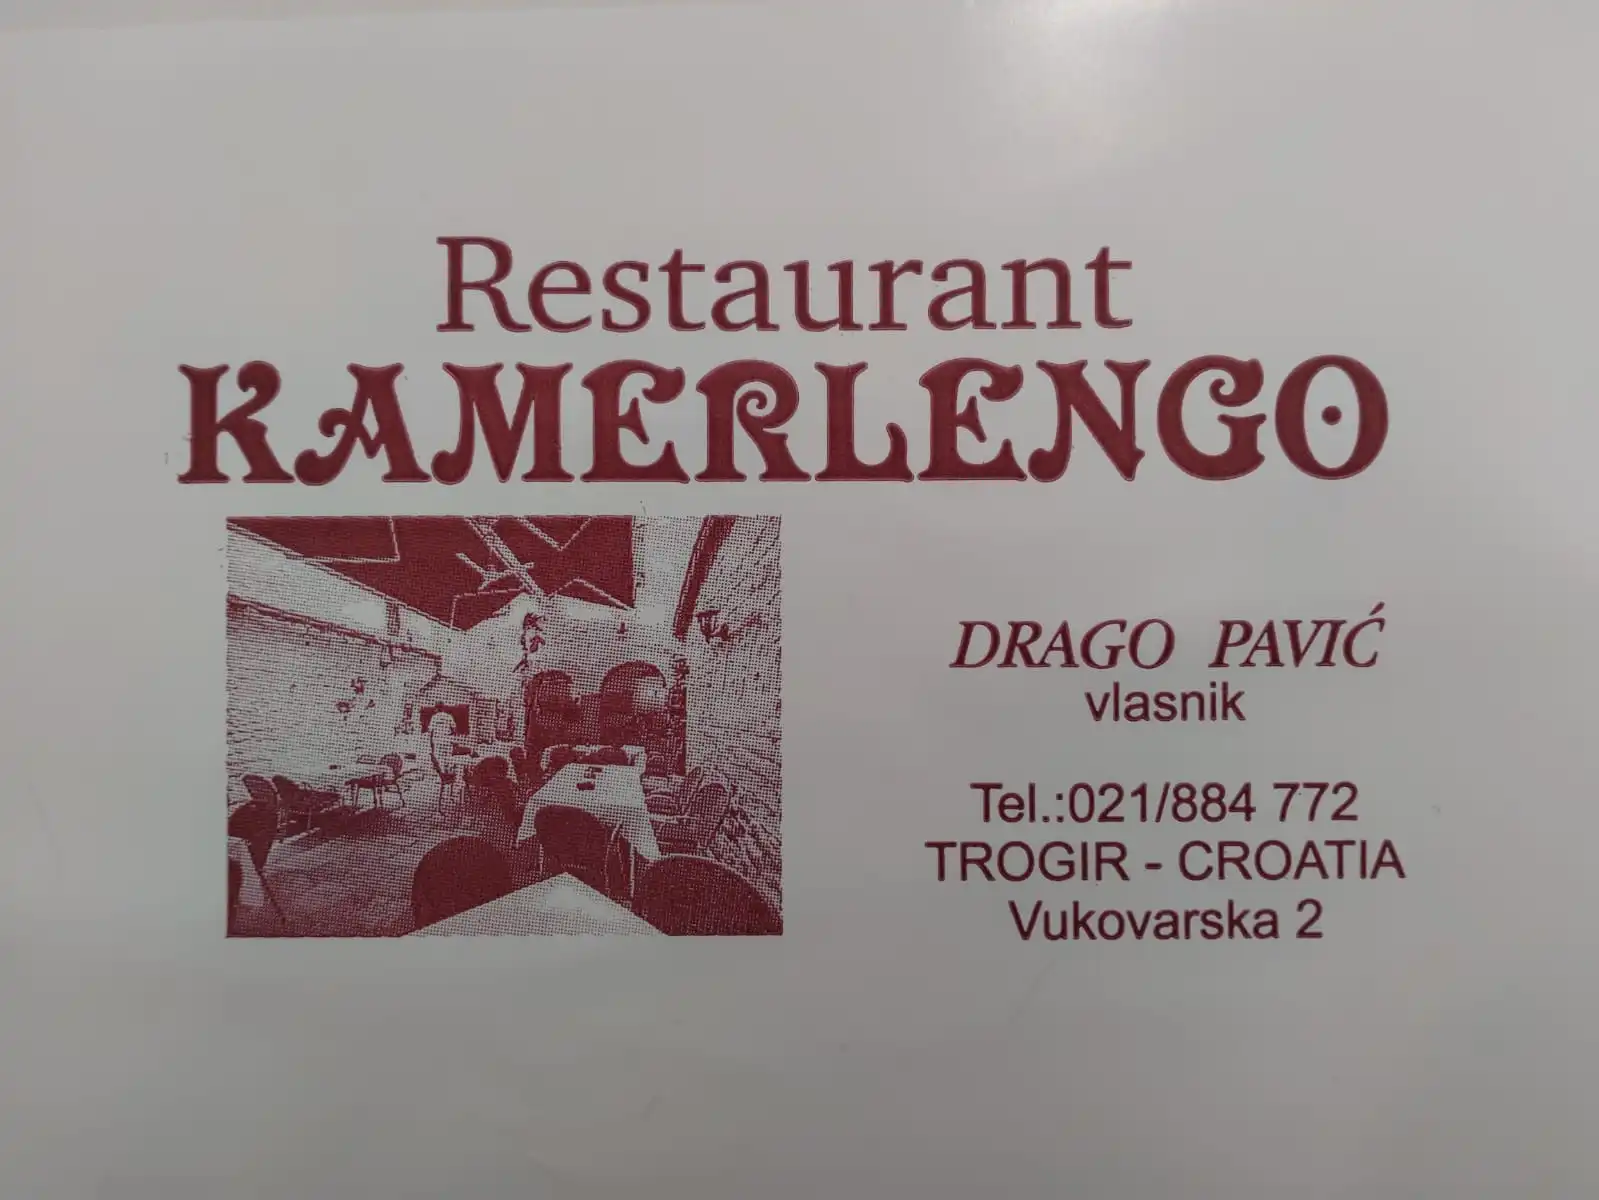 Restaurant
KAMERLENGO
DRAGO PAVIĆ
vlasnik
Tel.:021/884 772
TROGIR - CROATIA
Vukovarska 2